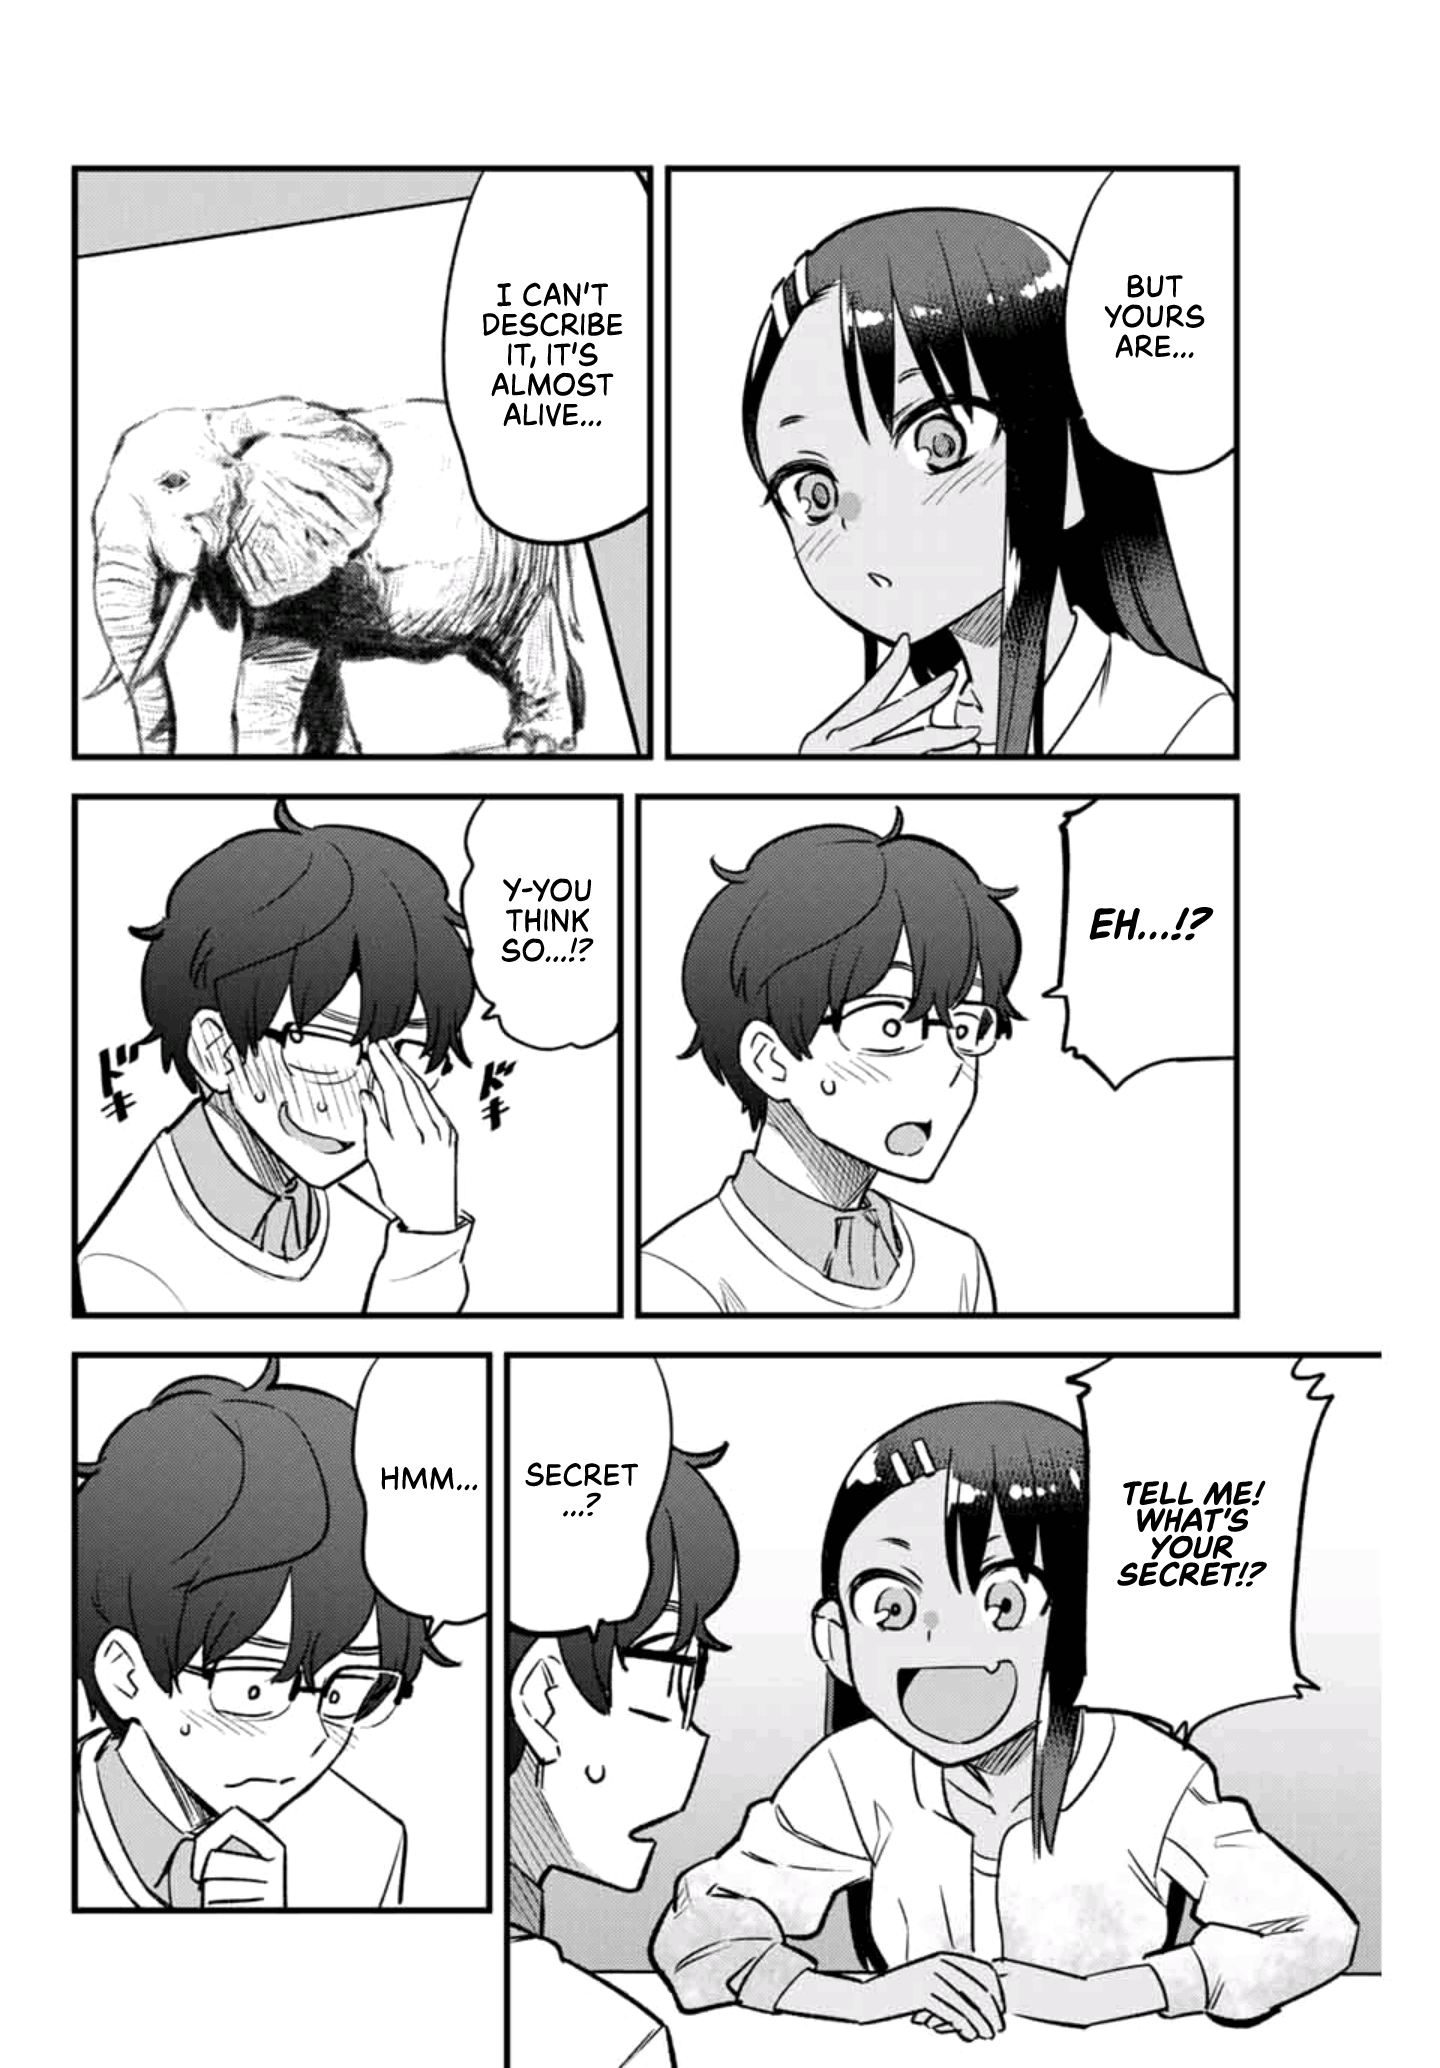 BUT
YOURS
ARE...
I CAN'T
DESCRIBE
IT, IT'S
ALMOST
ALIVE...
EH...!?
Y-YOU
THINK
SO...!?
ドキ
ドキ
TELL ME!
WHAT'S
YOUR
SECRET!?
SECRET
...?
HMM...